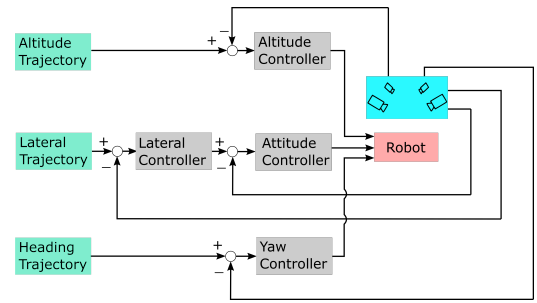 Altitude
Trajectory
+
−
Altitude
Controller
Lateral
Trajectory
+
−
Lateral
Controller
+
−
Attitude
Controller
Robot
Heading
Trajectory
+
−
Yaw
Controller